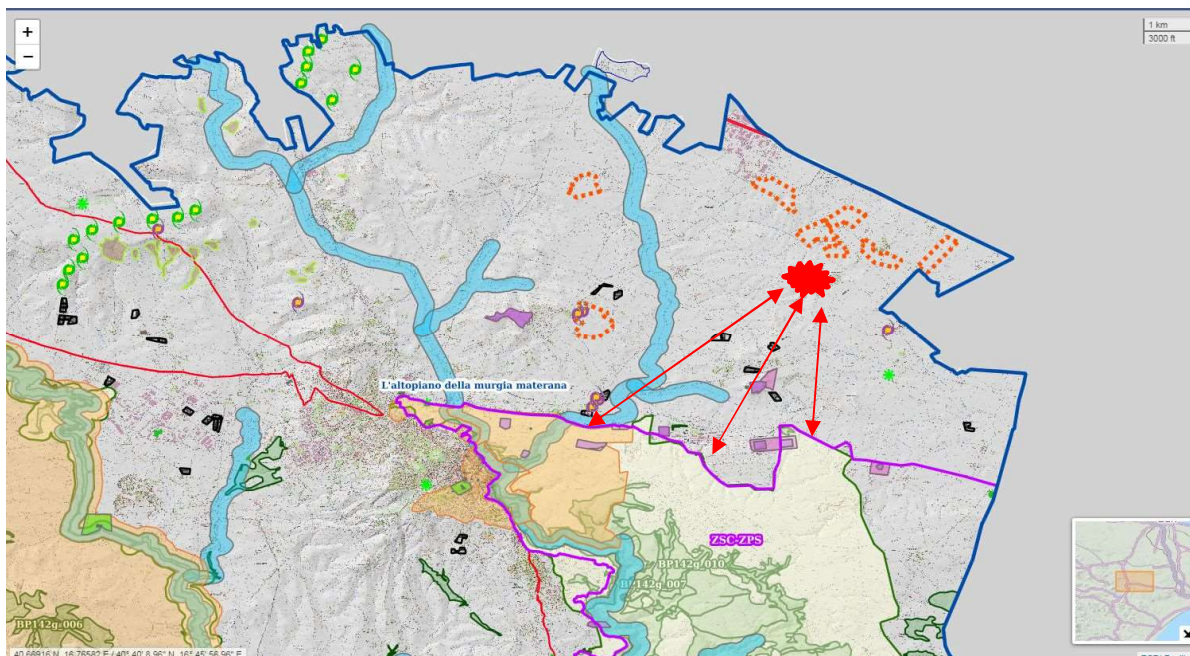 +
−
1 km
3000 ft
L'altopiano della murgia materana
ZSC-ZPS
BP142g_010
BP142g_007
BP142g_006
40.66916 N, 16.76582 E / 40° 40' 8.96" N, 16° 45' 56.96" E